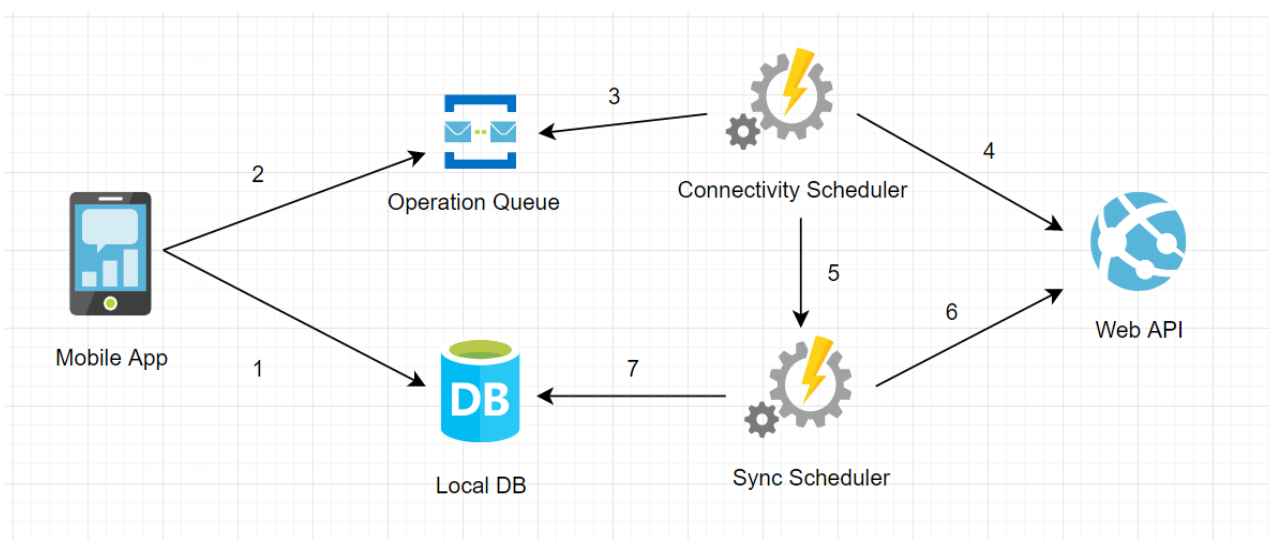 3
4
2
Operation Queue
Connectivity Scheduler
5
6
Web API
Mobile App
1
7
DB
Local DB
Sync Scheduler